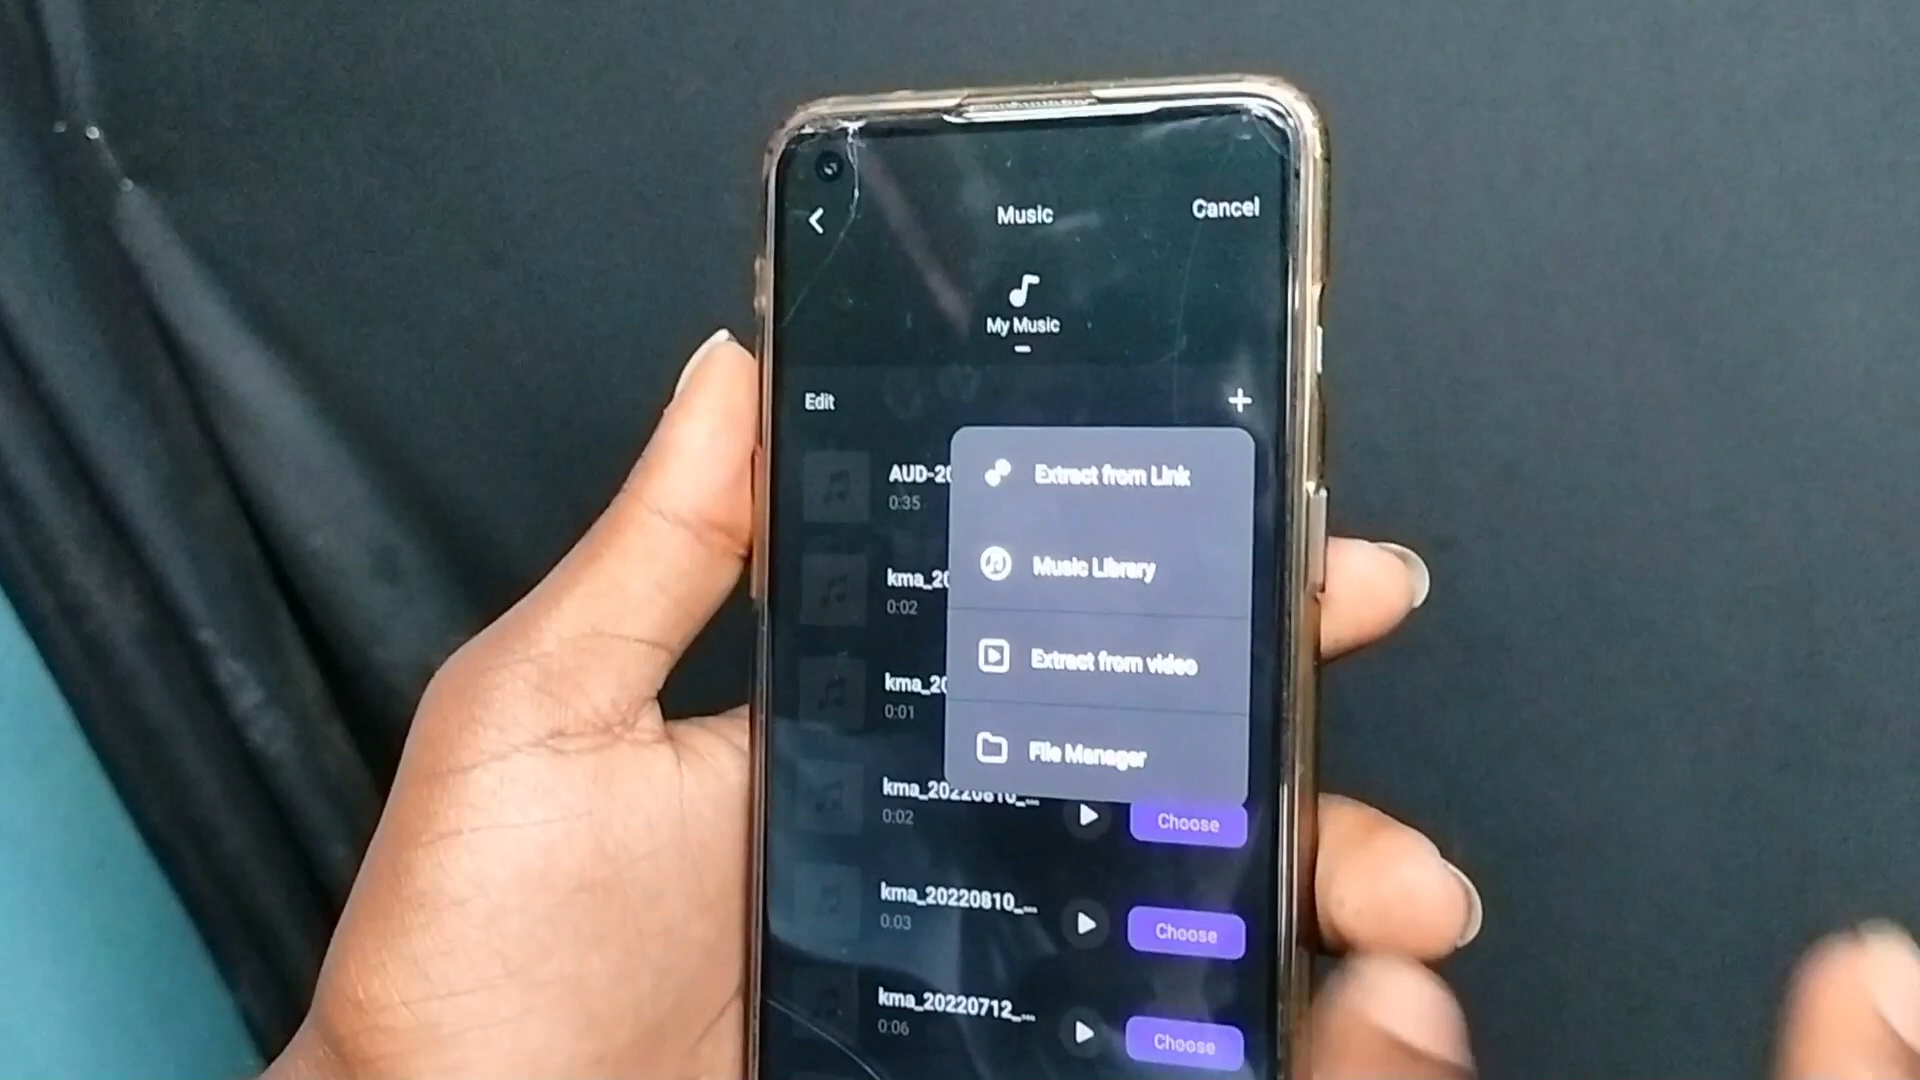 Music
Cancel
My Music
Edit
AUD-20
0:35
Extract from Link
kma_20
0:02
Music Library
kma_20
0:01
Extract from video
File Manager
kma_20220810_...
0:02
Choose
kma_20220810_...
0:03
Choose
kma_20220712_...
0:06
Choose